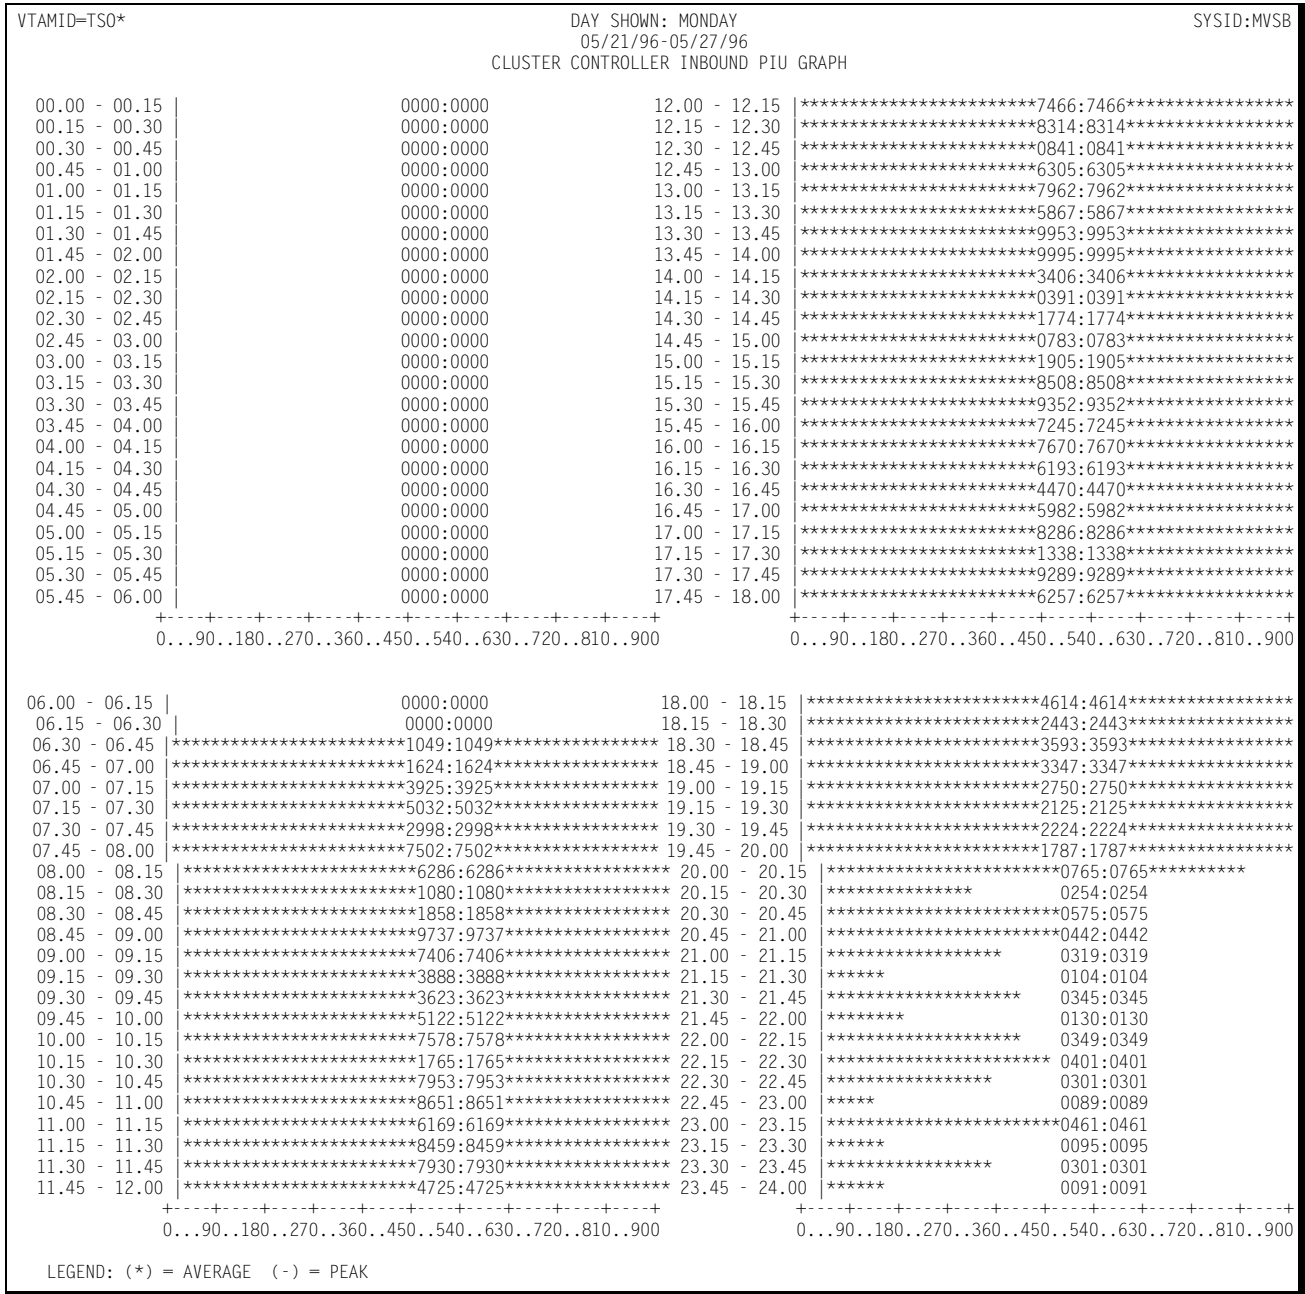 VTAMID=TSO* DAY SHOWN: MONDAY SYSID:MVSB
05/21/96-05/27/96
CLUSTER CONTROLLER INBOUND PIU GRAPH
00.00 - 00.15 | 0000:0000 12.00 - 12.15 |************************7466:7466*****************
00.15 - 00.30 | 0000:0000 12.15 - 12.30 |************************8314:8314*****************
00.30 - 00.45 | 0000:0000 12.30 - 12.45 |************************0841:0841*****************
00.45 - 01.00 | 0000:0000 12.45 - 13.00 |************************6305:6305*****************
01.00 - 01.15 | 0000:0000 13.00 - 13.15 |************************7962:7962*****************
01.15 - 01.30 | 0000:0000 13.15 - 13.30 |************************5867:5867*****************
01.30 - 01.45 | 0000:0000 13.30 - 13.45 |************************9953:9953*****************
01.45 - 02.00 | 0000:0000 13.45 - 14.00 |************************9995:9995*****************
02.00 - 02.15 | 0000:0000 14.00 - 14.15 |************************3406:3406*****************
02.15 - 02.30 | 0000:0000 14.15 - 14.30 |************************0391:0391*****************
02.30 - 02.45 | 0000:0000 14.30 - 14.45 |************************1774:1774*****************
02.45 - 03.00 | 0000:0000 14.45 - 15.00 |************************0783:0783*****************
03.00 - 03.15 | 0000:0000 15.00 - 15.15 |************************1905:1905*****************
03.15 - 03.30 | 0000:0000 15.15 - 15.30 |************************8508:8508*****************
03.30 - 03.45 | 0000:0000 15.30 - 15.45 |************************9352:9352*****************
03.45 - 04.00 | 0000:0000 15.45 - 16.00 |************************7245:7245*****************
04.00 - 04.15 | 0000:0000 16.00 - 16.15 |************************7670:7670*****************
04.15 - 04.30 | 0000:0000 16.15 - 16.30 |************************6193:6193*****************
04.30 - 04.45 | 0000:0000 16.30 - 16.45 |************************4470:4470*****************
04.45 - 05.00 | 0000:0000 16.45 - 17.00 |************************5982:5982*****************
05.00 - 05.15 | 0000:0000 17.00 - 17.15 |************************8286:8286*****************
05.15 - 05.30 | 0000:0000 17.15 - 17.30 |************************1338:1338*****************
05.30 - 05.45 | 0000:0000 17.30 - 17.45 |************************9289:9289*****************
05.45 - 06.00 | 0000:0000 17.45 - 18.00 |************************6257:6257*****************
+----+----+----+----+----+----+----+----+----+----+ +----+----+----+----+----+----+----+----+----+----+
0...90..180..270..360..450..540..630..720..810..900 0...90..180..270..360..450..540..630..720..810..900
06.00 - 06.15 | 0000:0000 18.00 - 18.15 |************************4614:4614*****************
06.15 - 06.30 | 0000:0000 18.15 - 18.30 |************************2443:2443*****************
06.30 - 06.45 |************************1049:1049***************** 18.30 - 18.45 |************************3593:3593*****************
06.45 - 07.00 |************************1624:1624***************** 18.45 - 19.00 |************************3347:3347*****************
07.00 - 07.15 |************************3925:3925***************** 19.00 - 19.15 |************************2750:2750*****************
07.15 - 07.30 |************************5032:5032***************** 19.15 - 19.30 |************************2125:2125*****************
07.30 - 07.45 |************************2998:2998***************** 19.30 - 19.45 |************************2224:2224*****************
07.45 - 08.00 |************************7502:7502***************** 19.45 - 20.00 |************************1787:1787*****************
08.00 - 08.15 |************************6286:6286***************** 20.00 - 20.15 |************************0765:0765**********
08.15 - 08.30 |************************1080:1080***************** 20.15 - 20.30 |*************** 0254:0254
08.30 - 08.45 |************************1858:1858***************** 20.30 - 20.45 |************************0575:0575
08.45 - 09.00 |************************9737:9737***************** 20.45 - 21.00 |************************0442:0442
09.00 - 09.15 |************************7406:7406***************** 21.00 - 21.15 |****************** 0319:0319
09.15 - 09.30 |************************3888:3888***************** 21.15 - 21.30 |****** 0104:0104
09.30 - 09.45 |************************3623:3623***************** 21.30 - 21.45 |******************** 0345:0345
09.45 - 10.00 |************************5122:5122***************** 21.45 - 22.00 |******** 0130:0130
10.00 - 10.15 |************************7578:7578***************** 22.00 - 22.15 |******************** 0349:0349
10.15 - 10.30 |************************1765:1765***************** 22.15 - 22.30 |*********************** 0401:0401
10.30 - 10.45 |************************7953:7953***************** 22.30 - 22.45 |***************** 0301:0301
10.45 - 11.00 |************************8651:8651***************** 22.45 - 23.00 |***** 0089:0089
11.00 - 11.15 |************************6169:6169***************** 23.00 - 23.15 |************************0461:0461
11.15 - 11.30 |************************8459:8459***************** 23.15 - 23.30 |****** 0095:0095
11.30 - 11.45 |************************7930:7930***************** 23.30 - 23.45 |***************** 0301:0301
11.45 - 12.00 |************************4725:4725***************** 23.45 - 24.00 |****** 0091:0091
+----+----+----+----+----+----+----+----+----+----+ +----+----+----+----+----+----+----+----+----+----+
0...90..180..270..360..450..540..630..720..810..900 0...90..180..270..360..450..540..630..720..810..900
LEGEND: (*) = AVERAGE (-) = PEAK